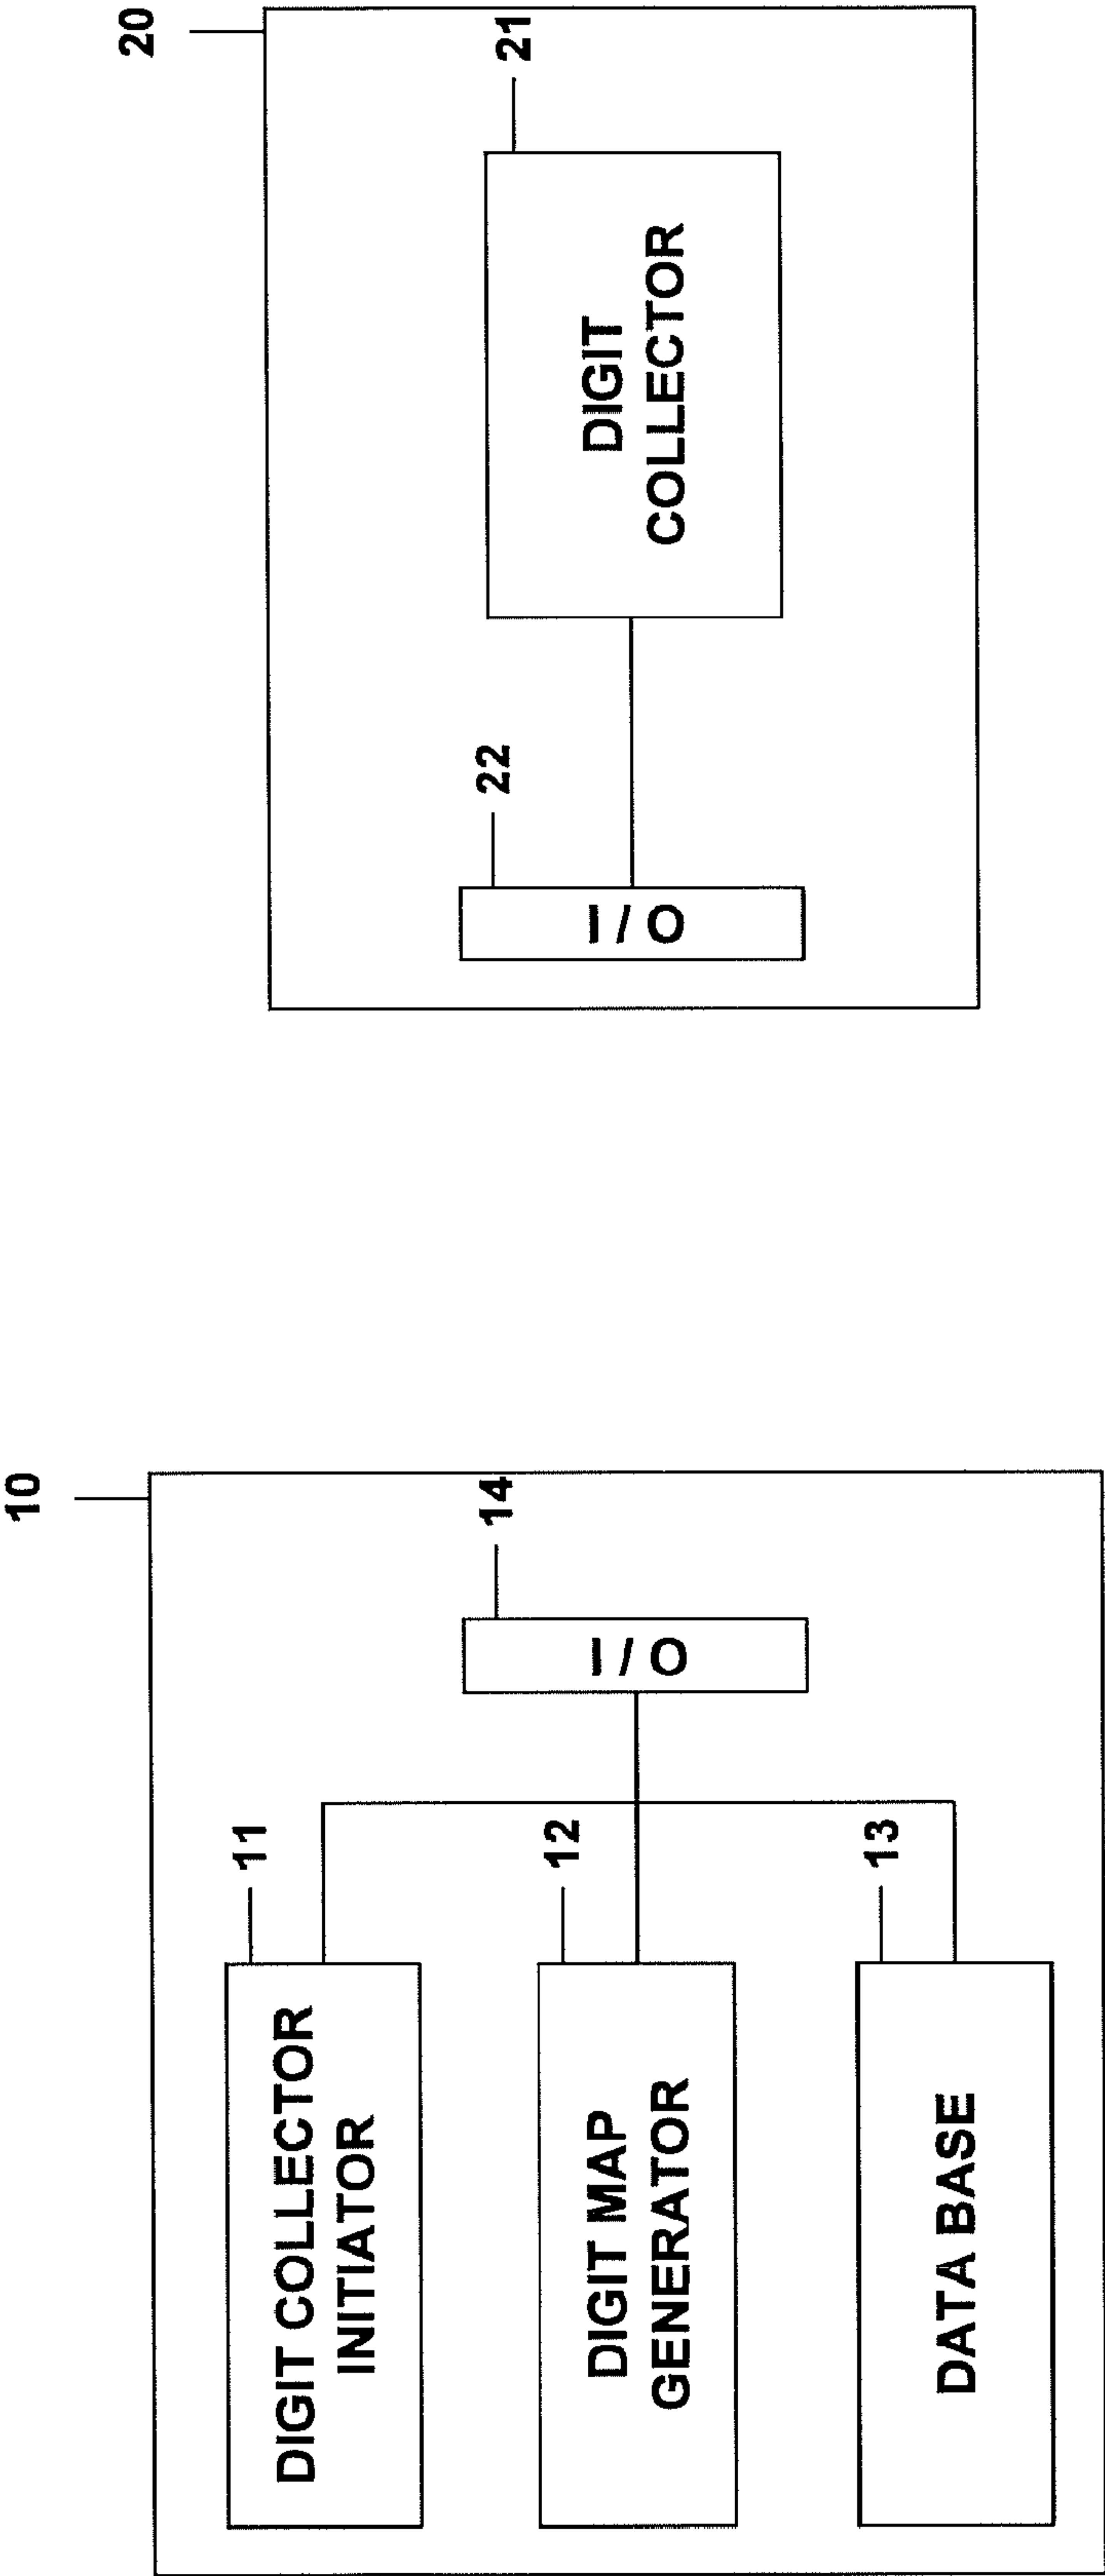 10
DIGIT COLLECTOR
INITIATOR
11
DIGIT MAP
GENERATOR
12
DATA BASE
13
I / O
14
20
I / O
22
DIGIT
COLLECTOR
21